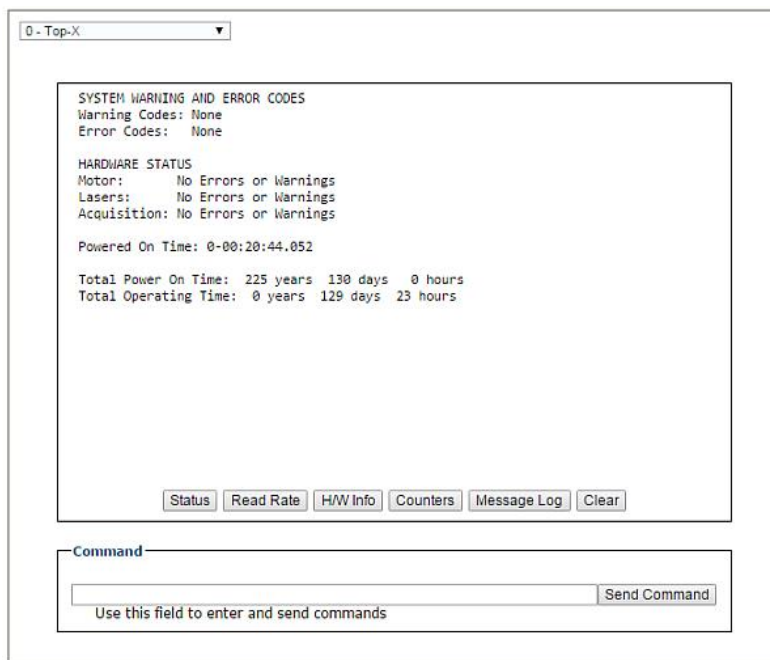 0 - Top-X
SYSTEM WARNING AND ERROR CODES
Warning Codes: None
Error Codes: None
HARDWARE STATUS
Motor: No Errors or Warnings
Lasers: No Errors or Warnings
Acquisition: No Errors or Warnings
Powered On Time: 0-00:20:44.052
Total Power On Time: 225 years 130 days 0 hours
Total Operating Time: 0 years 129 days 23 hours
Status Read Rate H/W Info Counters Message Log Clear
Command
Send Command
Use this field to enter and send commands